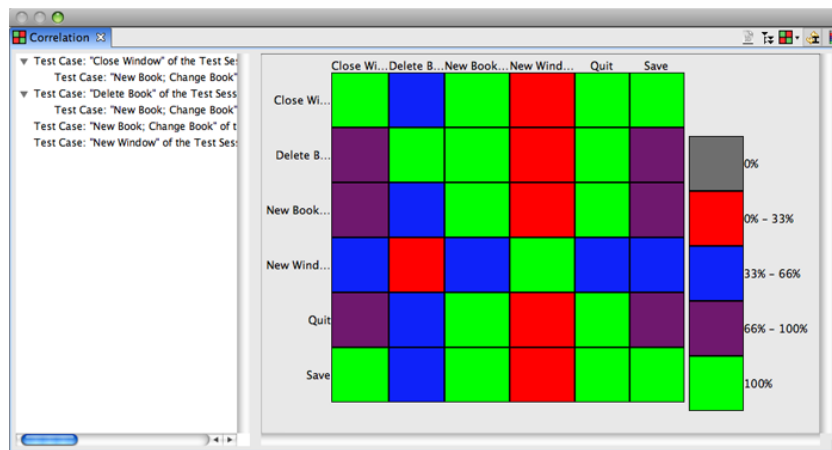 Correlation
Test Case: "Close Window" of the Test Ses
Test Case: "New Book; Change Book"
Test Case: "Delete Book" of the Test Sess
Test Case: "New Book; Change Book"
Test Case: "New Book; Change Book" of t
Test Case: "New Window" of the Test Ses
Close Wi... Delete B... New Book... New Wind... Quit Save
Close Wi...
Delete B...
0%
New Book...
0% - 33%
New Wind...
33% - 66%
Quit
66% - 100%
Save
100%